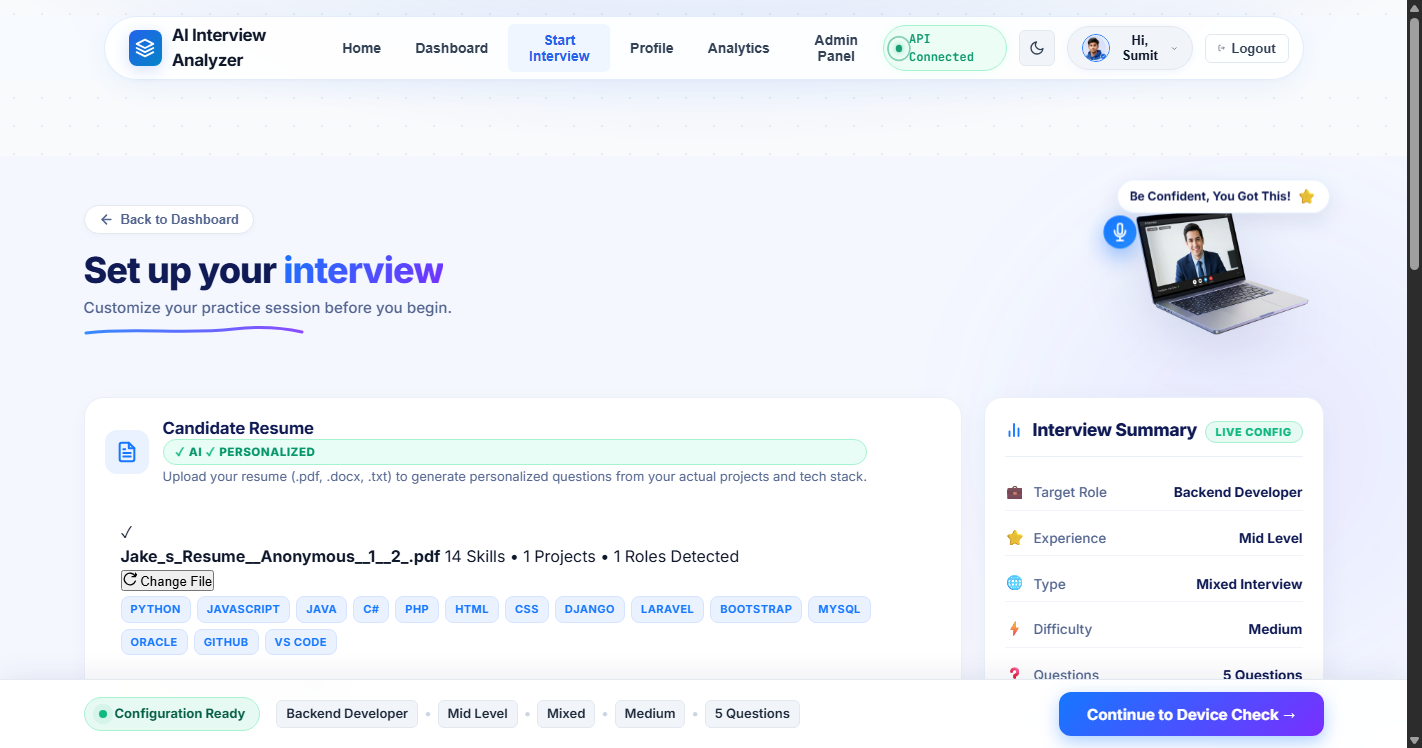 AI Interview
Analyzer
Home
Dashboard
Start
Interview
Profile
Analytics
Admin
Panel
API
Connected
Hi,
Sumit
Logout
Be Confident, You Got This!
← Back to Dashboard
Set up your interview
Customize your practice session before you begin.
Candidate Resume
✓ AI ✓ PERSONALIZED
Upload your resume (.pdf, .docx, .txt) to generate personalized questions from your actual projects and tech stack.
✓
Jake_s_Resume__Anonymous__1__2_.pdf 14 Skills • 1 Projects • 1 Roles Detected
Change File
PYTHON JAVASCRIPT JAVA C# PHP HTML CSS DJANGO LARAVEL BOOTSTRAP MYSQL
ORACLE GITHUB VS CODE
Interview Summary LIVE CONFIG
Target Role Backend Developer
Experience Mid Level
Type Mixed Interview
Difficulty Medium
Questions 5 Questions
Configuration Ready Backend Developer • Mid Level • Mixed • Medium • 5 Questions
Continue to Device Check →